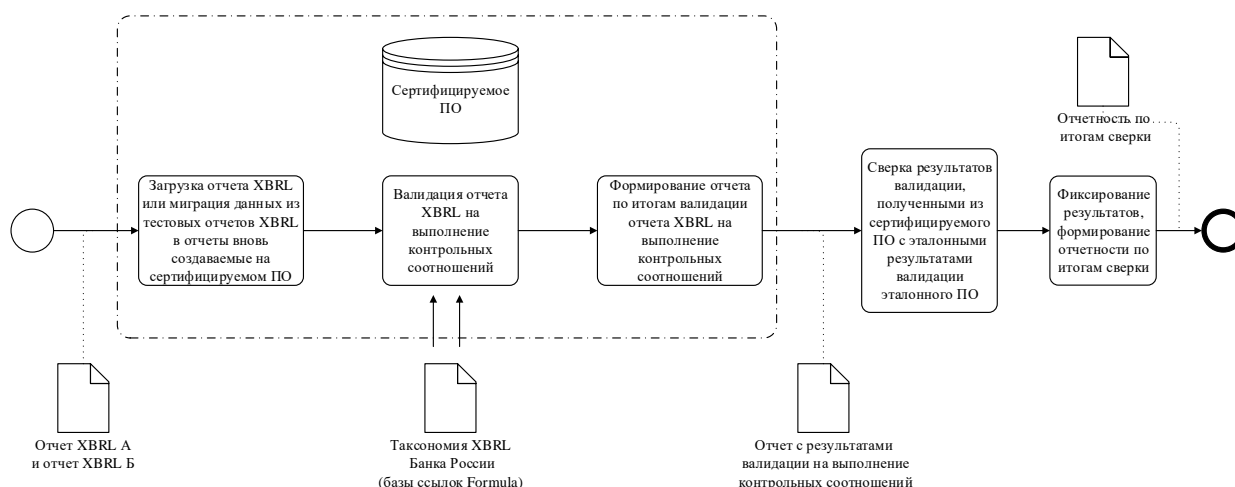 Сертифицируемое
ПО
Отчетность по
итогам сверки
Загрузка отчета XBRL
или миграция данных из
тестовых отчетов XBRL
в отчеты вновь
создаваемые на
сертифицируемом ПО
Валидация отчета
XBRL на
выполнение
контрольных
соотношений
Формирование отчета
по итогам валидации
отчета XBRL на
выполнение
контрольных
соотношений
Сверка результатов
валидации,
полученными из
сертифицируемого
ПО с эталонными
результатами
валидации
эталонного ПО
Фиксирование
результатов,
формирование
отчетности по
итогам сверки
Отчет XBRL А
и отчет XBRL Б
Таксономия XBRL
Банка России
(базы ссылок Formula)
Отчет с результатами
валидации на выполнение
контрольных соотношений